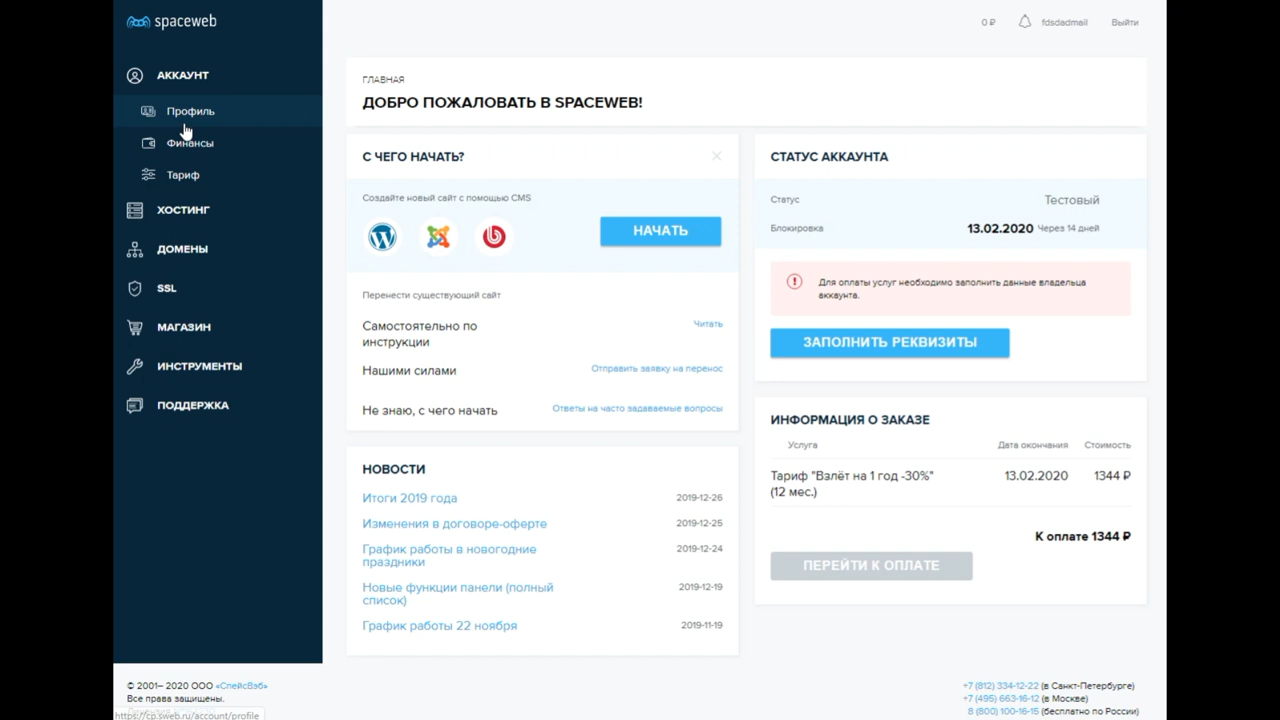 spaceweb
0 ₽
fdsdadmail
Выйти
АККАУНТ
Профиль
Финансы
Тариф
ХОСТИНГ
ДОМЕНЫ
SSL
МАГАЗИН
ИНСТРУМЕНТЫ
ПОДДЕРЖКА
ГЛАВНАЯ
ДОБРО ПОЖАЛОВАТЬ В SPACEWEB!
С ЧЕГО НАЧАТЬ?
Создайте новый сайт с помощью CMS
НАЧАТЬ
Перенести существующий сайт
Самостоятельно по
инструкции
Читать
Нашими силами
Отправить заявку на перенос
Не знаю, с чего начать
Ответы на часто задаваемые вопросы
НОВОСТИ
Итоги 2019 года 2019-12-26
Изменения в договоре-оферте 2019-12-25
График работы в новогодние
праздники
2019-12-24
Новые функции панели (полный
список)
2019-12-19
График работы 22 ноября 2019-11-19
СТАТУС АККАУНТА
Статус Тестовый
Блокировка 13.02.2020 Через 14 дней
Для оплаты услуг необходимо заполнить данные владельца
аккаунта.
ЗАПОЛНИТЬ РЕКВИЗИТЫ
ИНФОРМАЦИЯ О ЗАКАЗЕ
Услуга Дата окончания Стоимость
Тариф "Взлёт на 1 год -30%"
(12 мес.)
13.02.2020 1344 ₽
К оплате 1344 ₽
ПЕРЕЙТИ К ОПЛАТЕ
© 2001– 2020 ООО «СпейсВэб»
Все права защищены.
https://cp.sweb.ru/account/profile
+7 (812) 334-12-22 (в Санкт-Петербурге)
+7 (495) 663-16-12 (в Москве)
8 (800) 100-16-15 (бесплатно по России)